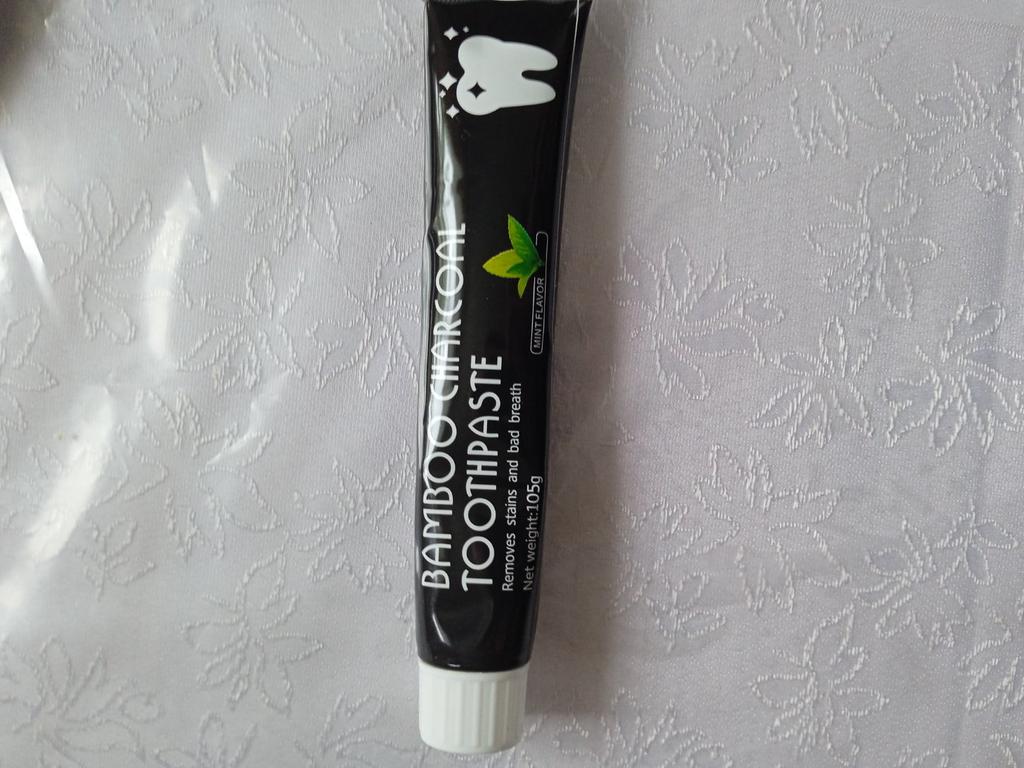 BAMBOO CHARCOAL
TOOTHPASTE
Removes stains and bad breath
Net weight:105g
MINT FLAVOR